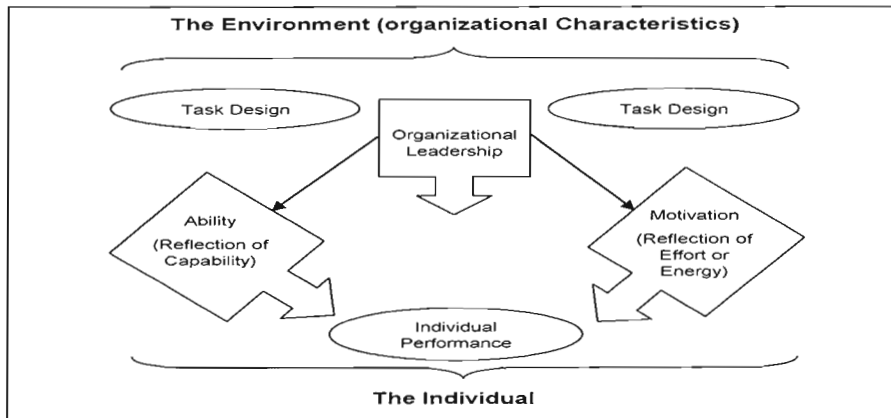 The Environment (organizational Characteristics)
Task Design
Task Design
Organizational
Leadership
Ability
(Reflection of
Capability)
Motivation
(Reflection of
Effort or
Energy)
Individual
Performance
The Individual